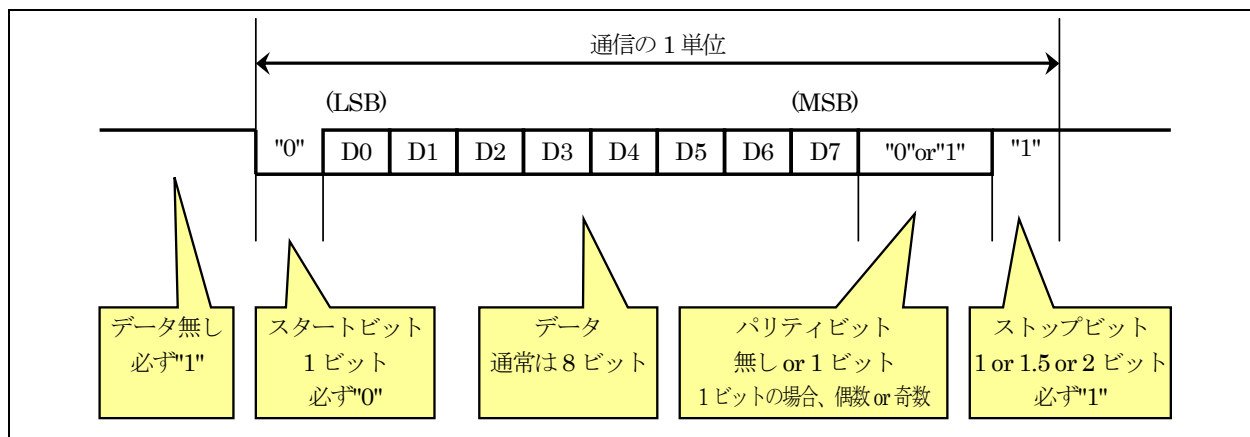 通信の 1 単位
(LSB) (MSB)
"0" D0 D1 D2 D3 D4 D5 D6 D7 "0"or"1" "1"
データ無し
必ず"1"
スタートビット
1 ビット
必ず"0"
データ
通常は 8 ビット
パリティビット
無し or 1 ビット
1 ビットの場合、偶数 or 奇数
ストップビット
1 or 1.5 or 2 ビット
必ず"1"